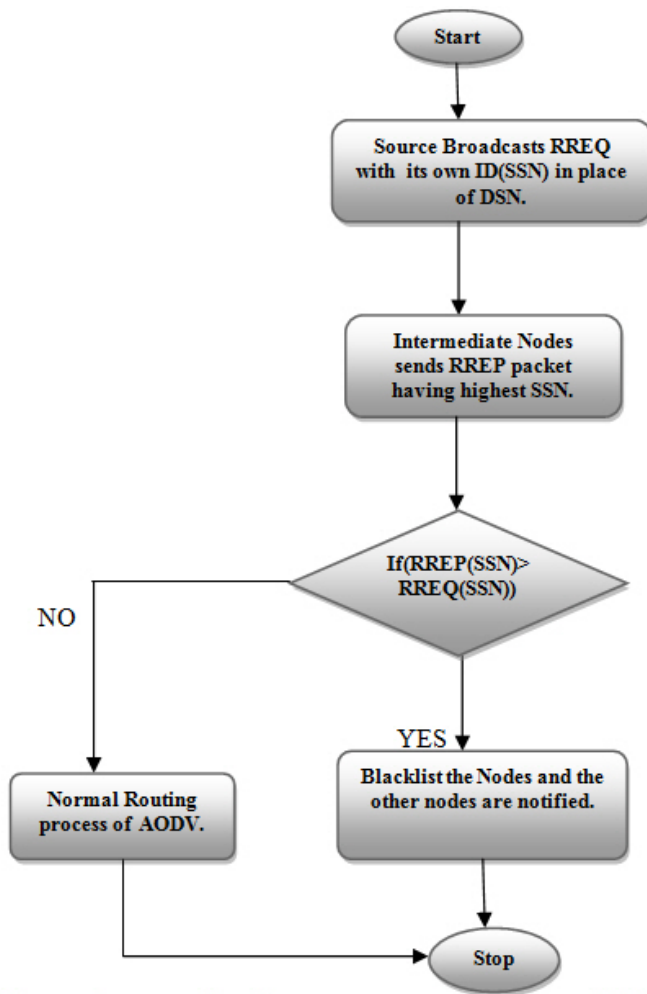 Start
Source Broadcasts RREQ
with its own ID(SSN) in place
of DSN.
Intermediate Nodes
sends RREP packet
having highest SSN.
If(RREP(SSN)>
RREQ(SSN))
NO
YES
Normal Routing
process of AODV.
Blacklist the Nodes and the
other nodes are notified.
Stop